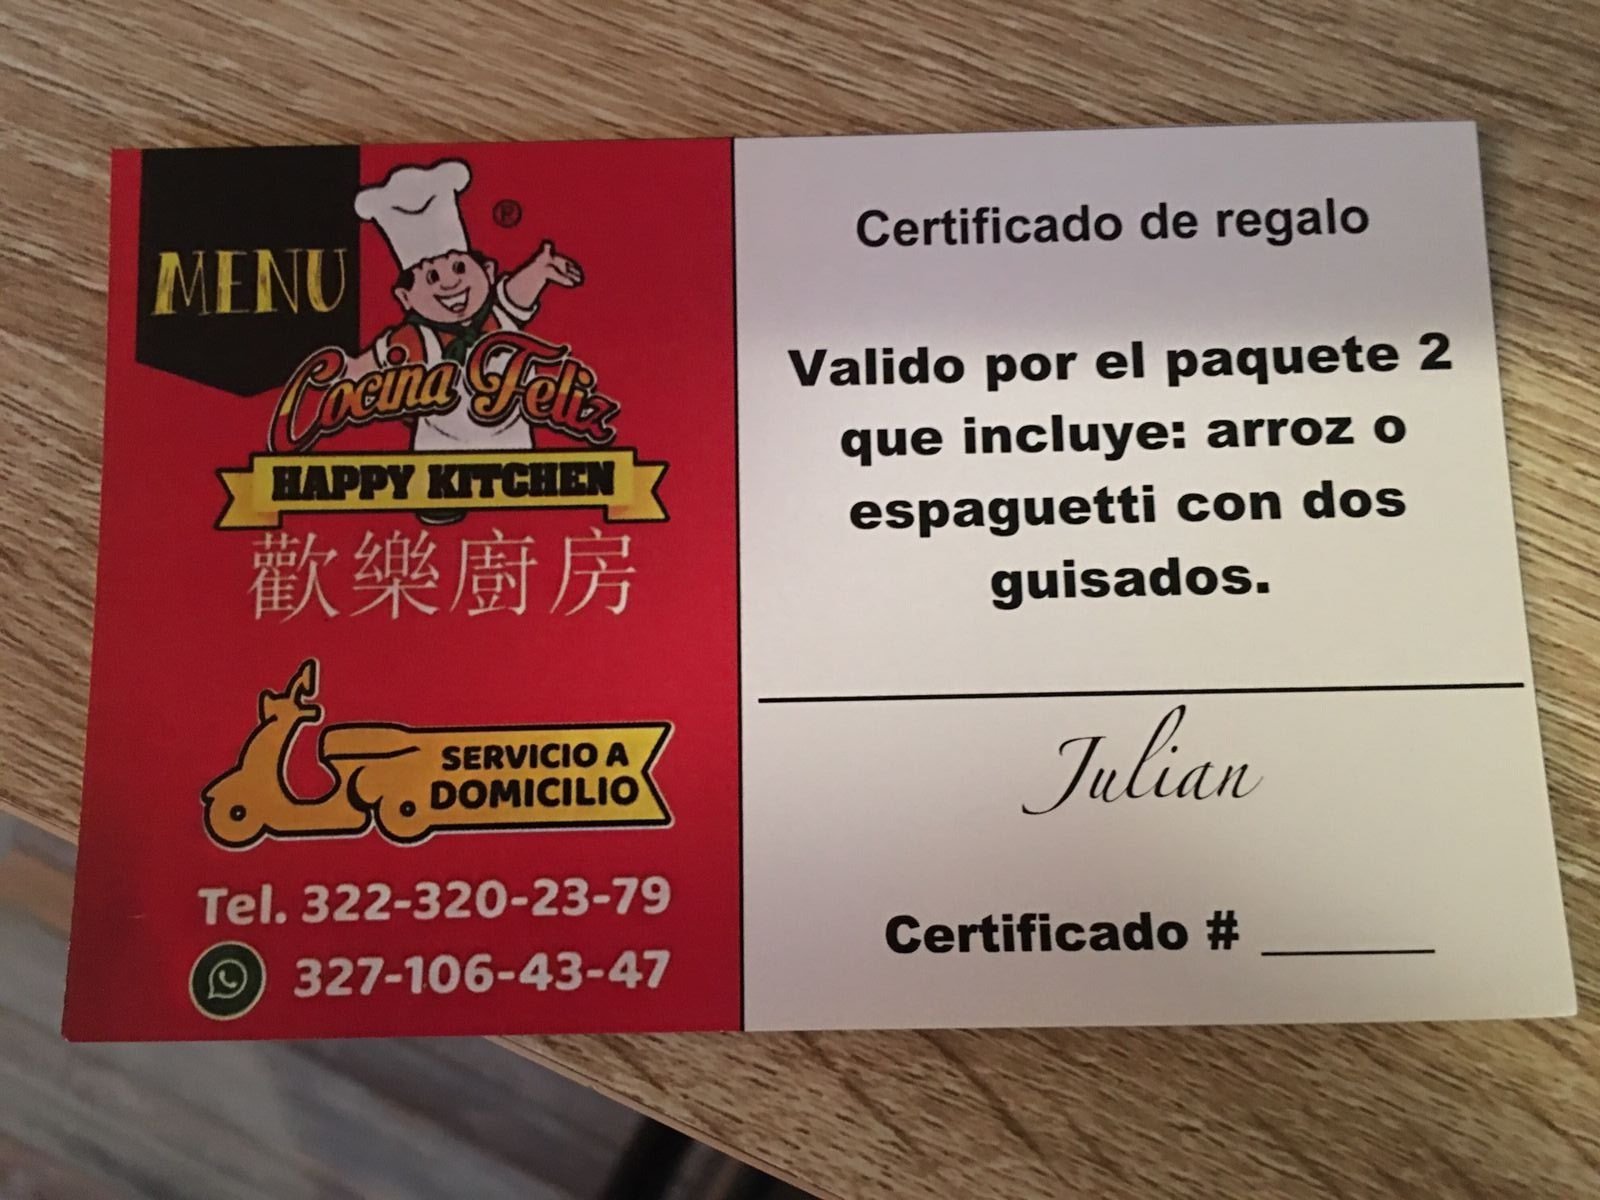 MENU
®
Cocina Feliz
HAPPY KITCHEN
歡樂廚房
SERVICIO A
DOMICILIO
Tel. 322-320-23-79
327-106-43-47
Certificado de regalo
Valido por el paquete 2
que incluye: arroz o
espaguetti con dos
guisados.
Julian
Certificado # ______